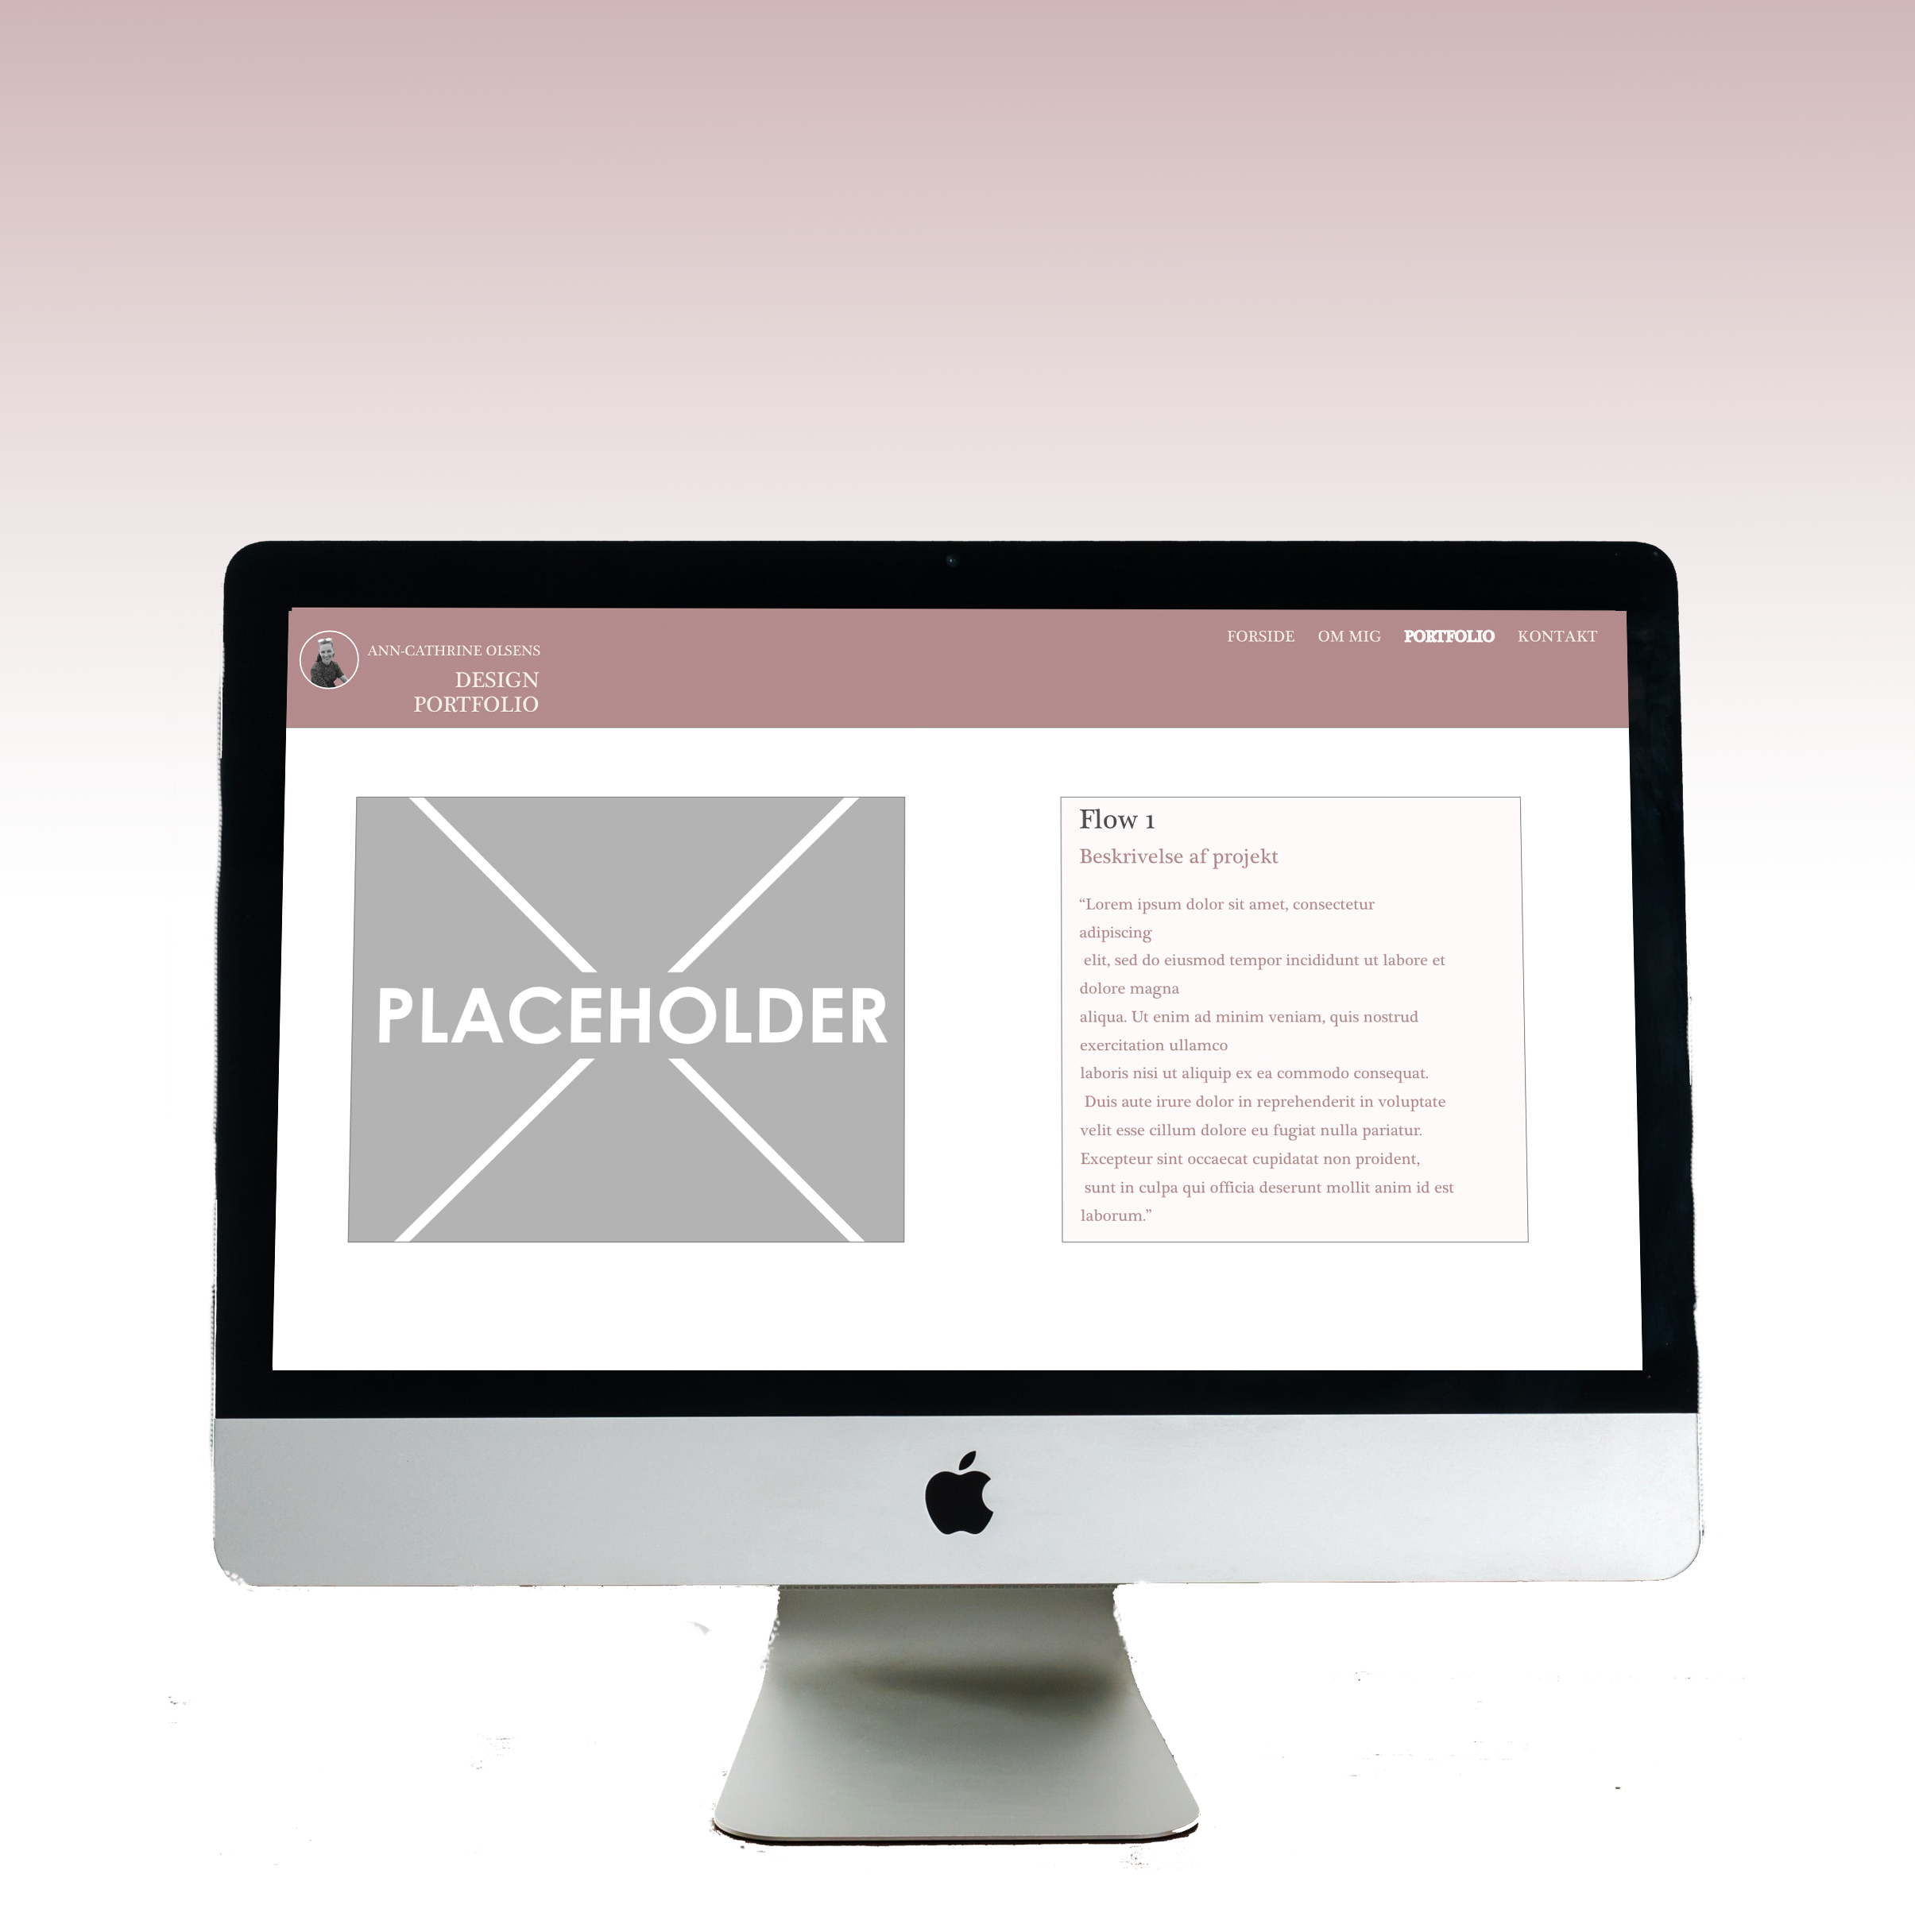 ANN-CATHRINE OLSENS
DESIGN
PORTFOLIO
FORSIDE OM MIG PORTFOLIO KONTAKT
PLACEHOLDER
Flow 1
Beskrivelse af projekt
“Lorem ipsum dolor sit amet, consectetur
adipiscing
elit, sed do eiusmod tempor incididunt ut labore et
dolore magna
aliqua. Ut enim ad minim veniam, quis nostrud
exercitation ullamco
laboris nisi ut aliquip ex ea commodo consequat.
Duis aute irure dolor in reprehenderit in voluptate
velit esse cillum dolore eu fugiat nulla pariatur.
Excepteur sint occaecat cupidatat non proident,
sunt in culpa qui officia deserunt mollit anim id est
laborum.”